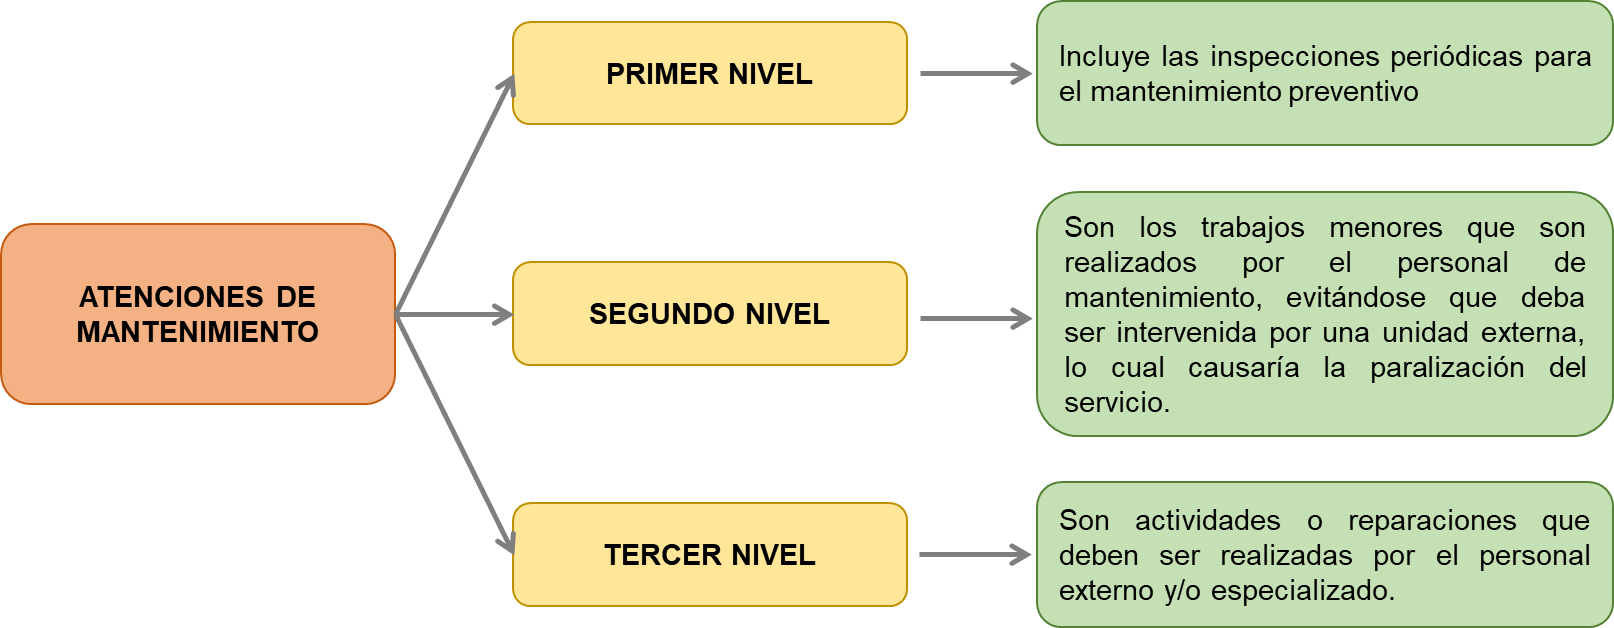 PRIMER NIVEL
Incluye las inspecciones periódicas para
el mantenimiento preventivo
ATENCIONES DE
MANTENIMIENTO
SEGUNDO NIVEL
Son los trabajos menores que son
realizados por el personal de
mantenimiento, evitándose que deba
ser intervenida por una unidad externa,
lo cual causaría la paralización del
servicio.
TERCER NIVEL
Son actividades o reparaciones que
deben ser realizadas por el personal
externo y/o especializado.